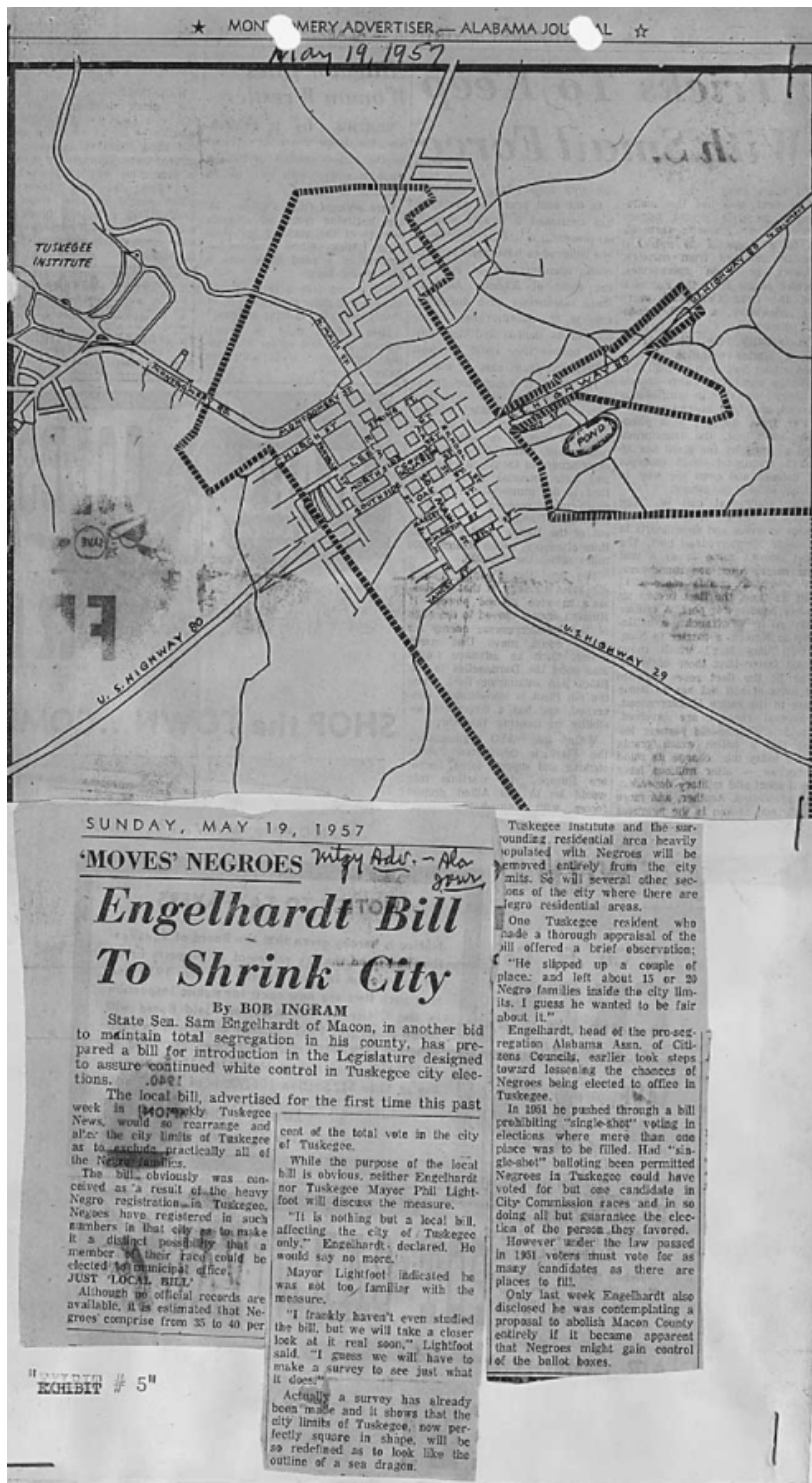 ★ MONTGOMERY ADVERTISER — ALABAMA JOURNAL ☆
May 19, 1957
TUSKEGEE
INSTITUTE
N. MAIN ST.
MONTGOMERY RD.
MONTGOMERY ST.
CHURCH ST.
LEE ST
NORTHSIDE
SOUTHSIDE
OAK
U.S. HIGHWAY 80
U.S. HIGHWAY 80
POND
U.S. HIGHWAY 80
U.S. HIGHWAY 29
SHOP the TOWN
SUNDAY, MAY 19, 1957
'MOVES' NEGROES
Mtgy Adv. - Ala
Jour.
Engelhardt Bill
To Shrink City
By BOB INGRAM
State Sen. Sam Engelhardt of Macon, in another bid
to maintain total segregation in his county, has pre-
pared a bill for introduction in the Legislature designed
to assure continued white control in Tuskegee city elec-
tions.
The local bill, advertised for the first time this past
week in the weekly Tuskegee
News, would so rearrange and
alter the city limits of Tuskegee
as to exclude practically all of
the Negro families.
The bill obviously was con-
ceived as a result of the heavy
Negro registration in Tuskegee.
Negoes have registered in such
numbers in that city as to make
it a distinct possibility that a
member of their race could be
elected to municipal office.
JUST 'LOCAL BILL'
Although no official records are
available, it is estimated that Ne-
groes comprise from 35 to 40 per
cent of the total vote in the city
of Tuskegee.
While the purpose of the local
bill is obvious, neither Engelhardt
nor Tuskegee Mayor Phil Light-
foot will discuss the measure.
"It is nothing but a local bill,
affecting the city of Tuskegee
only," Engelhardt declared. He
would say no more.
Mayor Lightfoot indicated he
was not too familiar with the
measure.
"I frankly haven't even studied
the bill, but we will take a closer
look at it real soon," Lightfoot
said. "I guess we will have to
make a survey to see just what
it does."
Actually a survey has already
been made and it shows that the
city limits of Tuskegee, now per-
fectly square in shape, will be
so redefined as to look like the
outline of a sea dragon.
Tuskegee Institute and the sur-
rounding residential area heavily
populated with Negroes will be
removed entirely from the city
limits. So will several other sec-
ions of the city where there are
Negro residential areas.
One Tuskegee resident who
made a thorough appraisal of the
bill offered a brief observation:
"He slipped up a couple of
places and left about 15 or 20
Negro families inside the city lim-
its. I guess he wanted to be fair
about it."
Engelhardt, head of the pro-seg-
regation Alabama Assn. of Citi-
zens Councils, earlier took steps
toward lessening the chances of
Negroes being elected to office in
Tuskegee.
In 1951 he pushed through a bill
prohibiting "single-shot" voting in
elections where more than one
place was to be filled. Had "sin-
gle-shot" balloting been permitted
Negroes in Tuskegee could have
voted for but one candidate in
City Commission races and in so
doing all but guarantee the elec-
tion of the person they favored.
However under the law passed
in 1951 voters must vote for as
many candidates as there are
places to fill.
Only last week Engelhardt also
disclosed he was contemplating a
proposal to abolish Macon County
entirely if it became apparent
that Negroes might gain control
of the ballot boxes.
"EXHIBIT # 5"